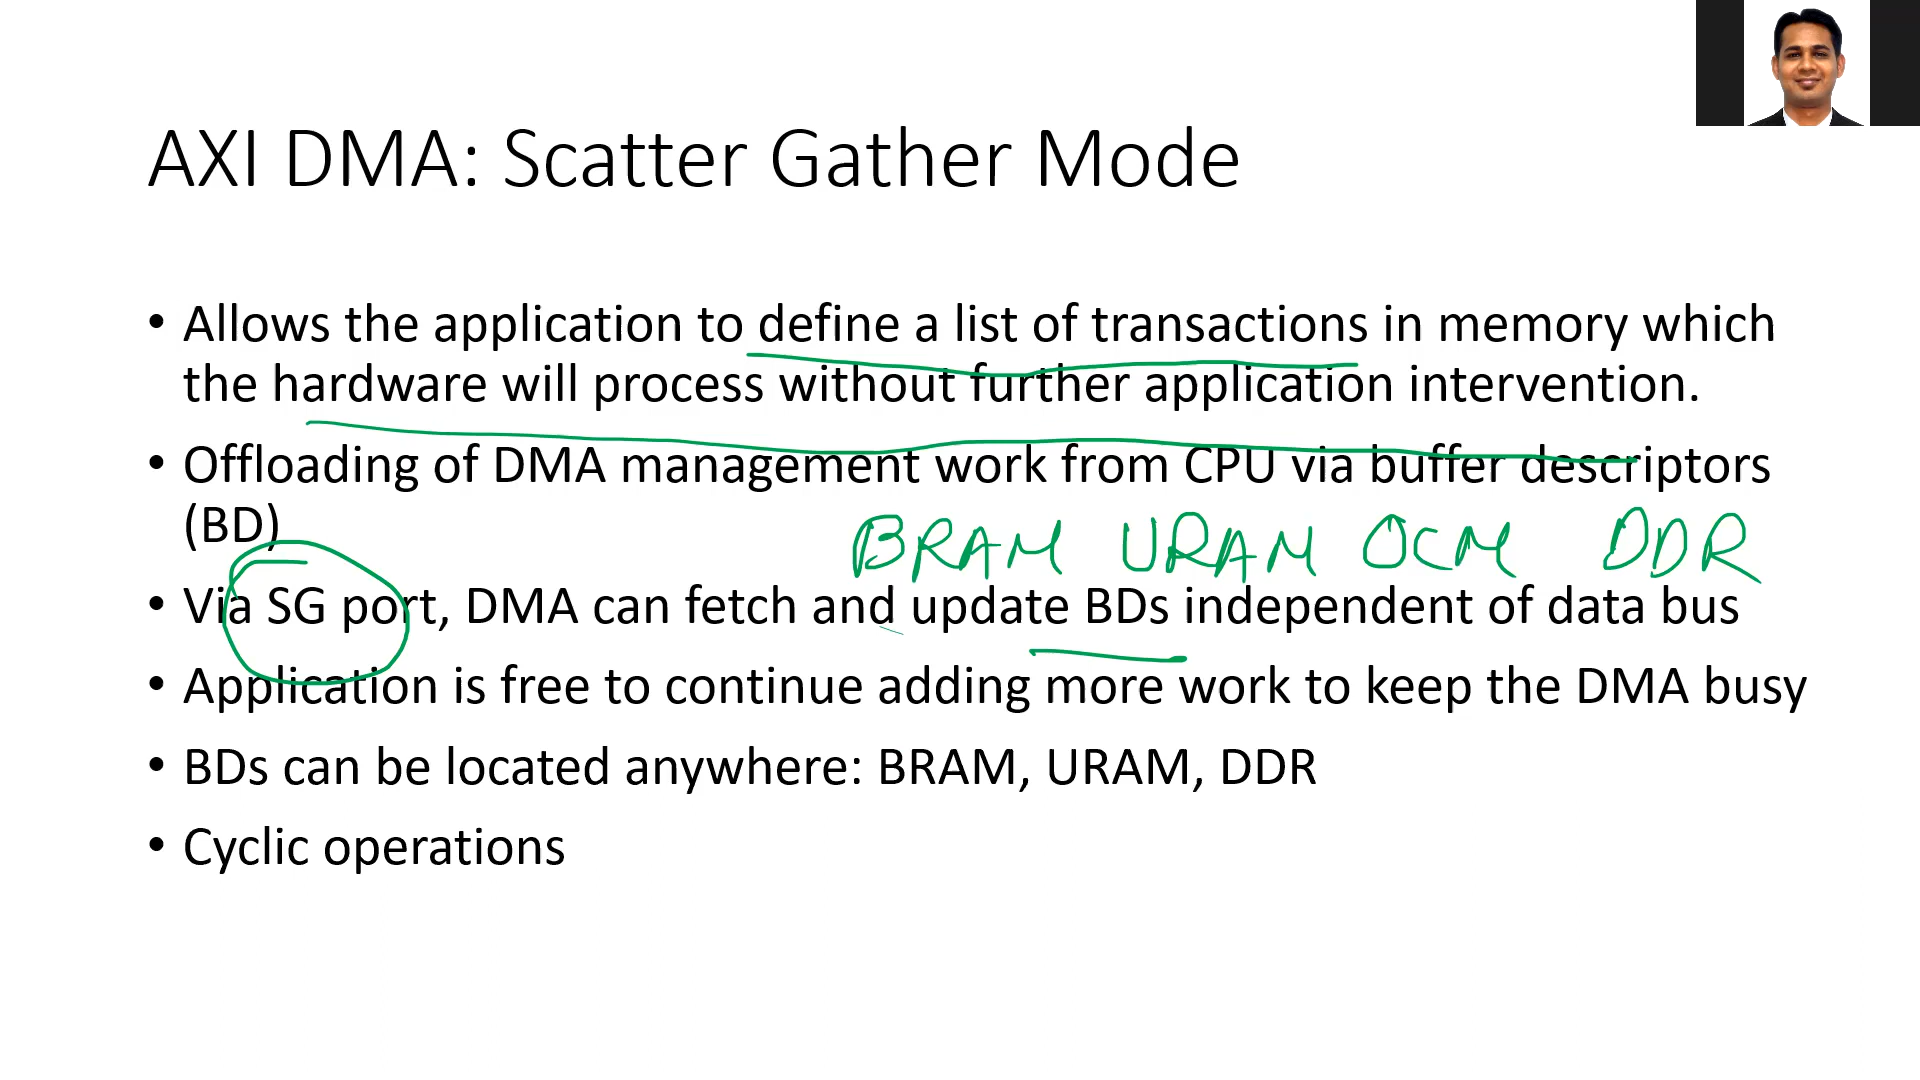 AXI DMA: Scatter Gather Mode
• Allows the application to define a list of transactions in memory which
the hardware will process without further application intervention.
• Offloading of DMA management work from CPU via buffer descriptors
(BD)
BRAM URAM OCM DDR
• Via SG port, DMA can fetch and update BDs independent of data bus
• Application is free to continue adding more work to keep the DMA busy
• BDs can be located anywhere: BRAM, URAM, DDR
• Cyclic operations